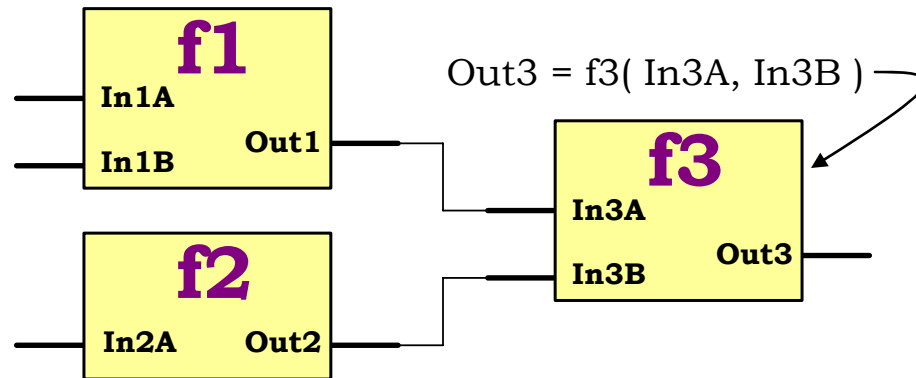 f1
In1A
In1B
Out1
Out3 = f3( In3A, In3B )
f3
In3A
In3B
Out3
f2
In2A
Out2